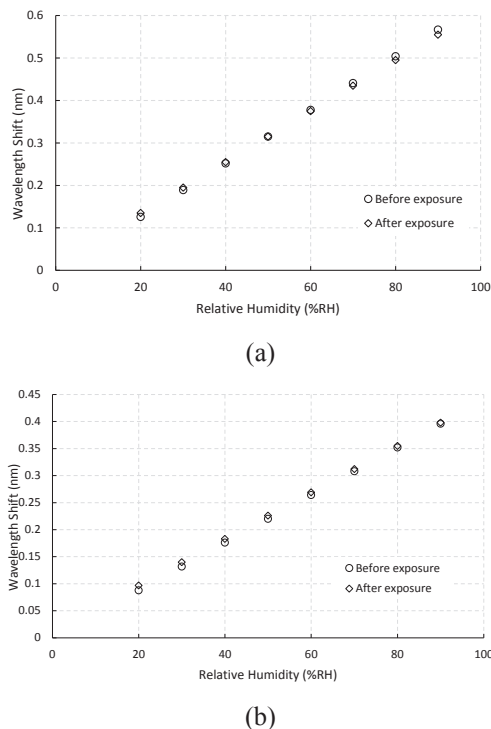 0.6
0.5
0.4
0.3
0.2
0.1
0
Wavelength Shift (nm)
Before exposure
After exposure
0 20 40 60 80 100
Relative Humidity (%RH)
(a)
0.45
0.4
0.35
0.3
0.25
0.2
0.15
0.1
0.05
0
Wavelength Shift (nm)
Before exposure
After exposure
0 20 40 60 80 100
Relative Humidity (%RH)
(b)